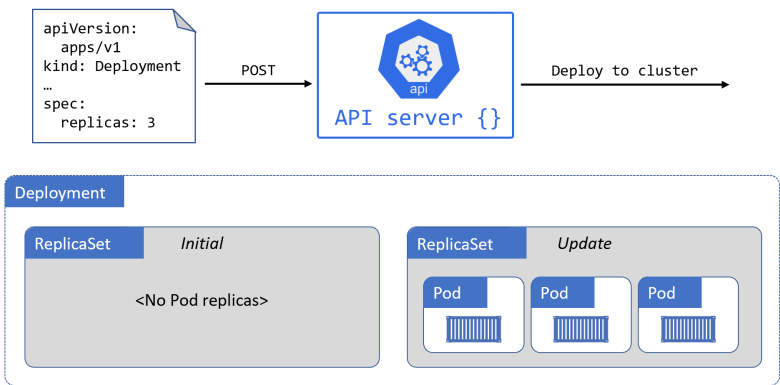 apiVersion:
apps/v1
kind: Deployment
…
spec:
replicas: 3
POST
api
API server {}
Deploy to cluster
Deployment
ReplicaSet
Initial
<No Pod replicas>
ReplicaSet
Update
Pod
Pod
Pod